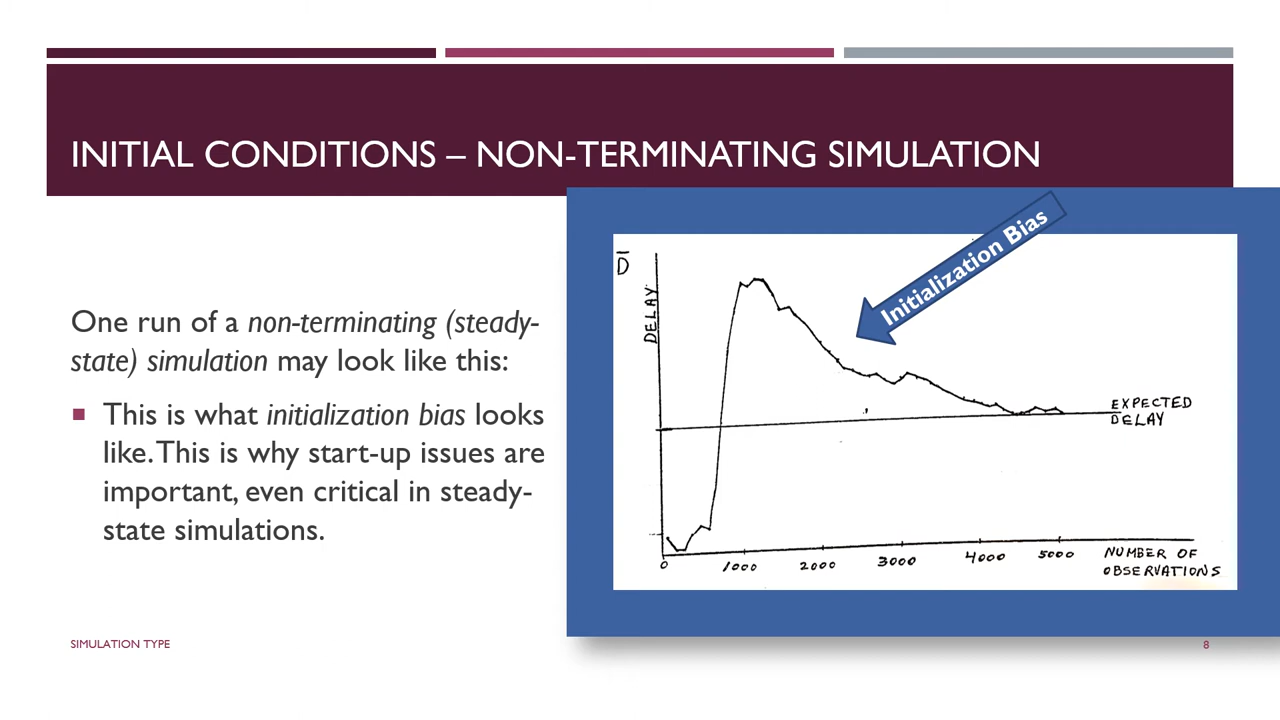 INITIAL CONDITIONS – NON-TERMINATING SIMULATION
One run of a non-terminating (steady-
state) simulation may look like this:
This is what initialization bias looks
like. This is why start-up issues are
important, even critical in steady-
state simulations.
Initialization Bias
D̅
DELAY
EXPECTED
DELAY
0 1000 2000 3000 4000 5000
NUMBER OF
OBSERVATIONS
SIMULATION TYPE
8